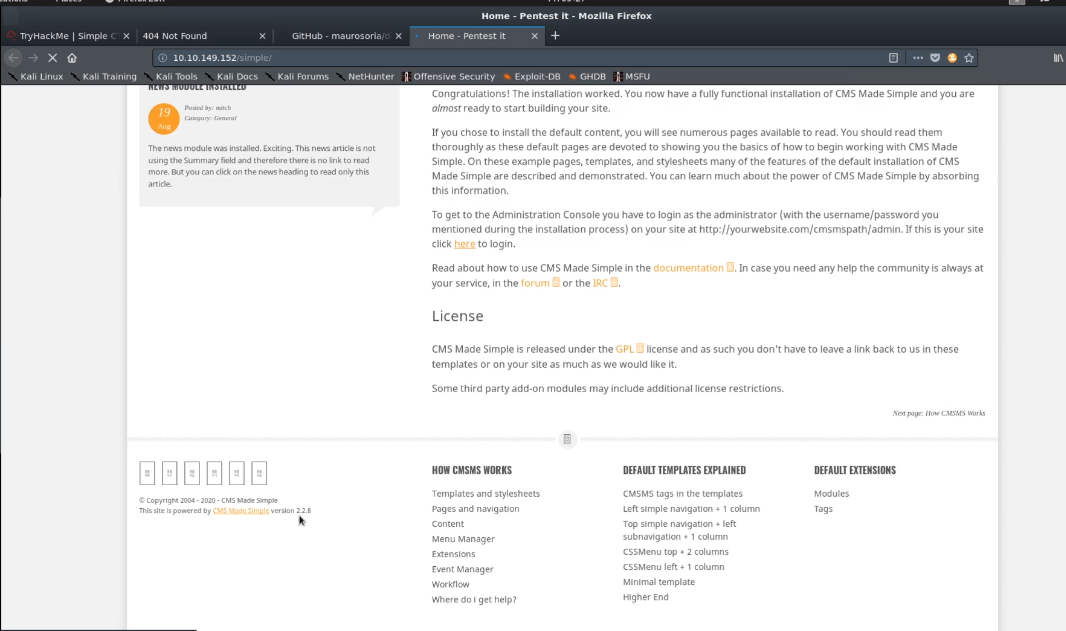 Home - Pentest it - Mozilla Firefox
TryHackMe | Simple C
404 Not Found
GitHub - maurosoria/d
Home - Pentest it
10.10.149.152/simple/
Kali Linux
Kali Training
Kali Tools
Kali Docs
Kali Forums
NetHunter
Offensive Security
Exploit-DB
GHDB
MSFU
NEWS MODULE INSTALLED
19
Aug
Posted by: mitch
Category: General
The news module was installed. Exciting. This news article is not
using the Summary field and therefore there is no link to read
more. But you can click on the news heading to read only this
article.
Congratulations! The installation worked. You now have a fully functional installation of CMS Made Simple and you are
almost ready to start building your site.
If you chose to install the default content, you will see numerous pages available to read. You should read them
thoroughly as these default pages are devoted to showing you the basics of how to begin working with CMS Made
Simple. On these example pages, templates, and stylesheets many of the features of the default installation of CMS
Made Simple are described and demonstrated. You can learn much about the power of CMS Made Simple by absorbing
this information.
To get to the Administration Console you have to login as the administrator (with the username/password you
mentioned during the installation process) on your site at http://yourwebsite.com/cmsmspath/admin. If this is your site
click here to login.
Read about how to use CMS Made Simple in the documentation . In case you need any help the community is always at
your service, in the forum or the IRC .
License
CMS Made Simple is released under the GPL license and as such you don't have to leave a link back to us in these
templates or on your site as much as we would like it.
Some third party add-on modules may include additional license restrictions.
Next page: How CMSMS Works
© Copyright 2004 - 2020 - CMS Made Simple
This site is powered by CMS Made Simple version 2.2.8
HOW CMSMS WORKS
Templates and stylesheets
Pages and navigation
Content
Menu Manager
Extensions
Event Manager
Workflow
Where do i get help?
DEFAULT TEMPLATES EXPLAINED
CMSMS tags in the templates
Left simple navigation + 1 column
Top simple navigation + left
subnavigation + 1 column
CSSMenu top + 2 columns
CSSMenu left + 1 column
Minimal template
Higher End
DEFAULT EXTENSIONS
Modules
Tags